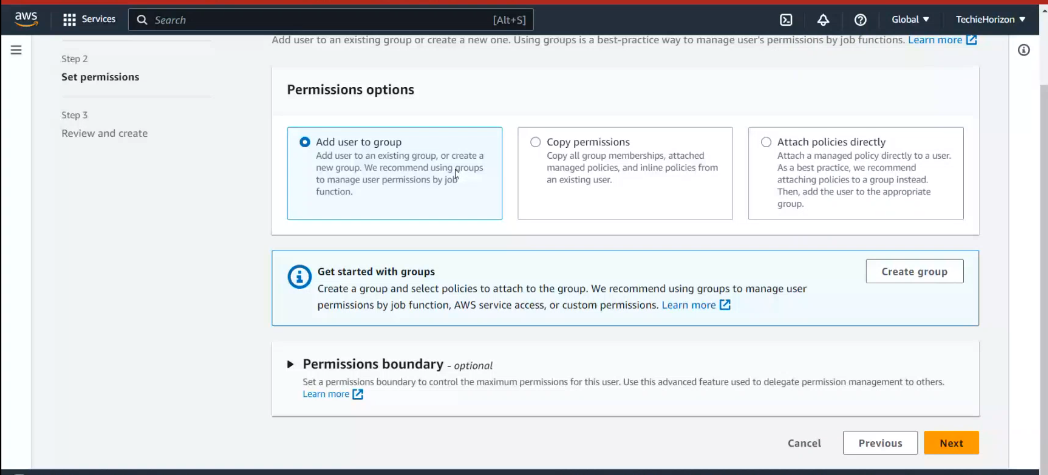 aws
Services
Search
[Alt+S]
Global
TechieHorizon
Add user to an existing group or create a new one. Using groups is a best-practice way to manage user's permissions by job functions. Learn more
Step 2
Set permissions
Step 3
Review and create
Permissions options
Add user to group
Add user to an existing group, or create a
new group. We recommend using groups
to manage user permissions by job
function.
Copy permissions
Copy all group memberships, attached
managed policies, and inline policies from
an existing user.
Attach policies directly
Attach a managed policy directly to a user.
As a best practice, we recommend
attaching policies to a group instead.
Then, add the user to the appropriate
group.
Get started with groups
Create a group and select policies to attach to the group. We recommend using groups to manage user
permissions by job function, AWS service access, or custom permissions. Learn more
Create group
Permissions boundary - optional
Set a permissions boundary to control the maximum permissions for this user. Use this advanced feature used to delegate permission management to others.
Learn more
Cancel
Previous
Next